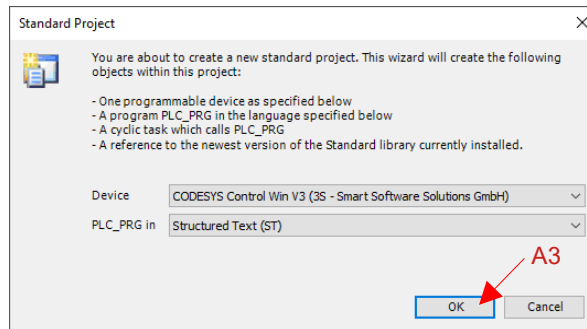 Standard Project
You are about to create a new standard project. This wizard will create the following
objects within this project:
- One programmable device as specified below
- A program PLC_PRG in the language specified below
- A cyclic task which calls PLC_PRG
- A reference to the newest version of the Standard library currently installed.
Device CODESYS Control Win V3 (3S - Smart Software Solutions GmbH)
PLC_PRG in Structured Text (ST)
A3
OK Cancel